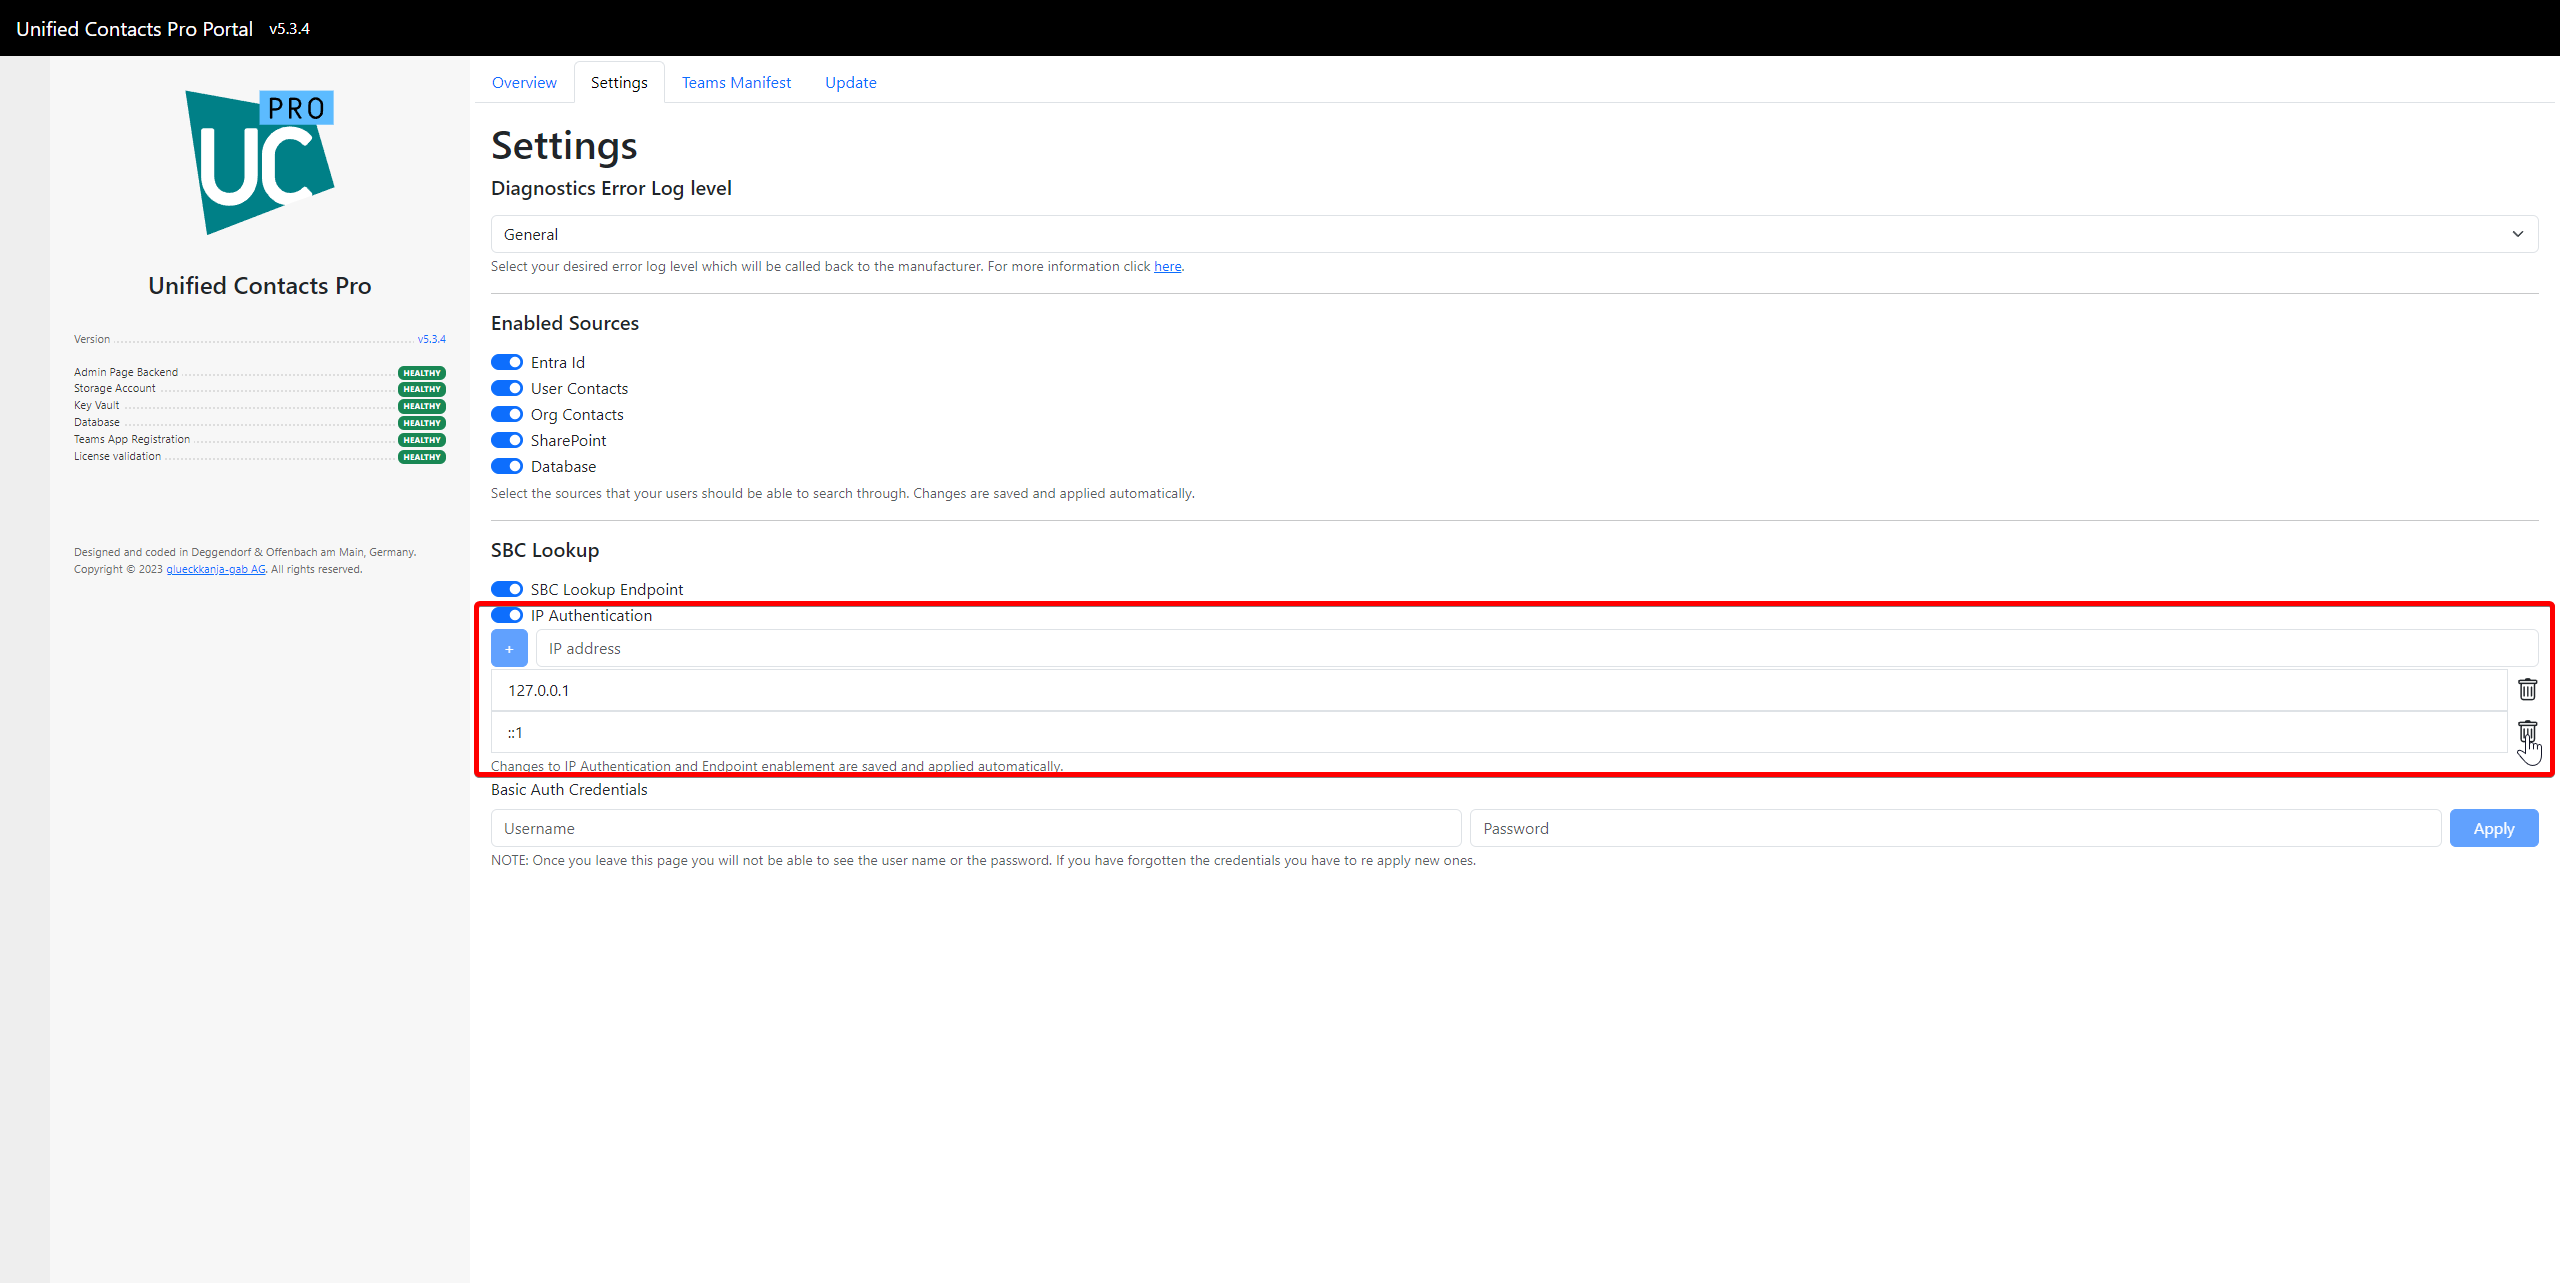 Unified Contacts Pro Portal v5.3.4
PRO
UC
Unified Contacts Pro
Version v5.3.4
Admin Page Backend HEALTHY
Storage Account HEALTHY
Key Vault HEALTHY
Database HEALTHY
Teams App Registration HEALTHY
License validation HEALTHY
Designed and coded in Deggendorf & Offenbach am Main, Germany.
Copyright © 2023 glueckkanja-gab AG. All rights reserved.
Overview Settings Teams Manifest Update
Settings
Diagnostics Error Log level
General
Select your desired error log level which will be called back to the manufacturer. For more information click here.
Enabled Sources
Entra Id
User Contacts
Org Contacts
SharePoint
Database
Select the sources that your users should be able to search through. Changes are saved and applied automatically.
SBC Lookup
SBC Lookup Endpoint
IP Authentication
+ IP address
127.0.0.1
::1
Changes to IP Authentication and Endpoint enablement are saved and applied automatically.
Basic Auth Credentials
Username Password Apply
NOTE: Once you leave this page you will not be able to see the user name or the password. If you have forgotten the credentials you have to re apply new ones.